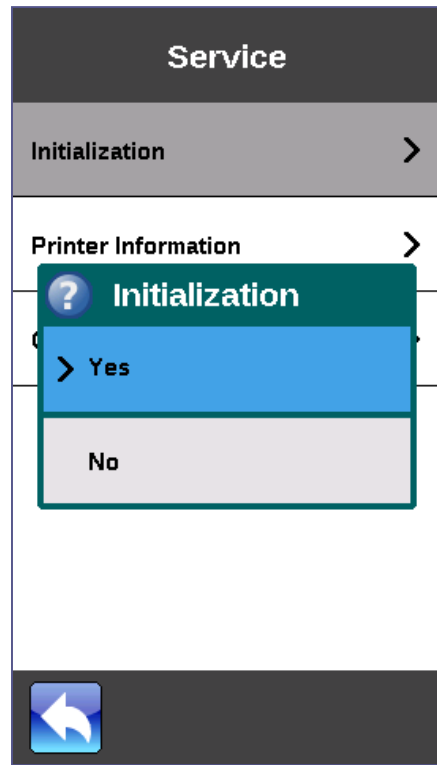 Service
Initialization
Printer Information
Initialization
Yes
No